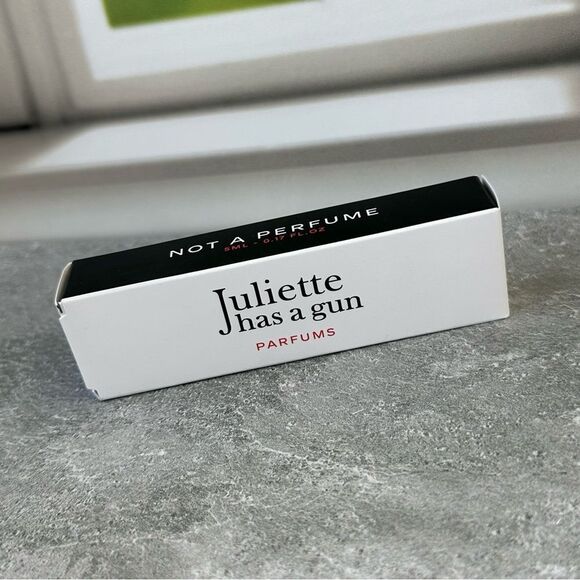 NOT A PERFUME
5ML - 0.17 FL.OZ
Juliette
has a gun
PARFUMS